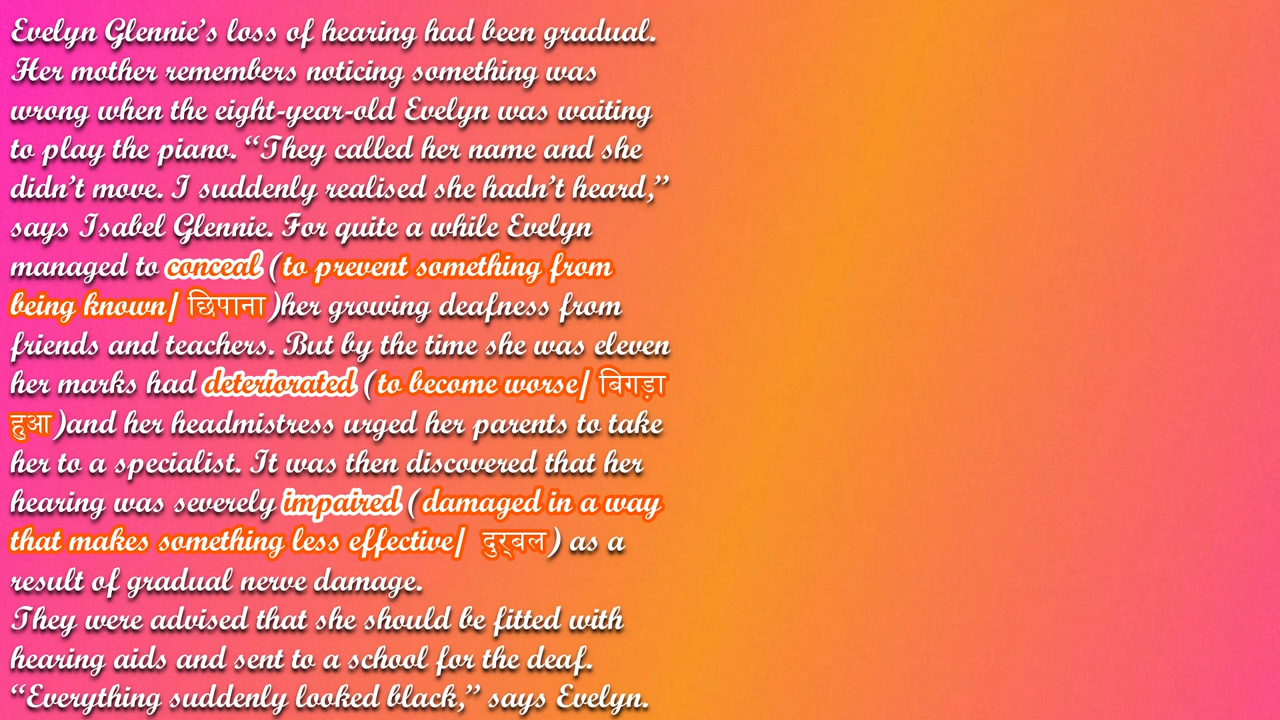 Evelyn Glennie’s loss of hearing had been gradual.
Her mother remembers noticing something was
wrong when the eight-year-old Evelyn was waiting
to play the piano. “They called her name and she
didn’t move. I suddenly realised she hadn’t heard,”
says Isabel Glennie. For quite a while Evelyn
managed to conceal (to prevent something from
being known/ छिपाना )her growing deafness from
friends and teachers. But by the time she was eleven
her marks had deteriorated (to become worse/ बिगड़ा
हुआ )and her headmistress urged her parents to take
her to a specialist. It was then discovered that her
hearing was severely impaired (damaged in a way
that makes something less effective/ दुर्‍बल) as a
result of gradual nerve damage.
They were advised that she should be fitted with
hearing aids and sent to a school for the deaf.
“Everything suddenly looked black,” says Evelyn.